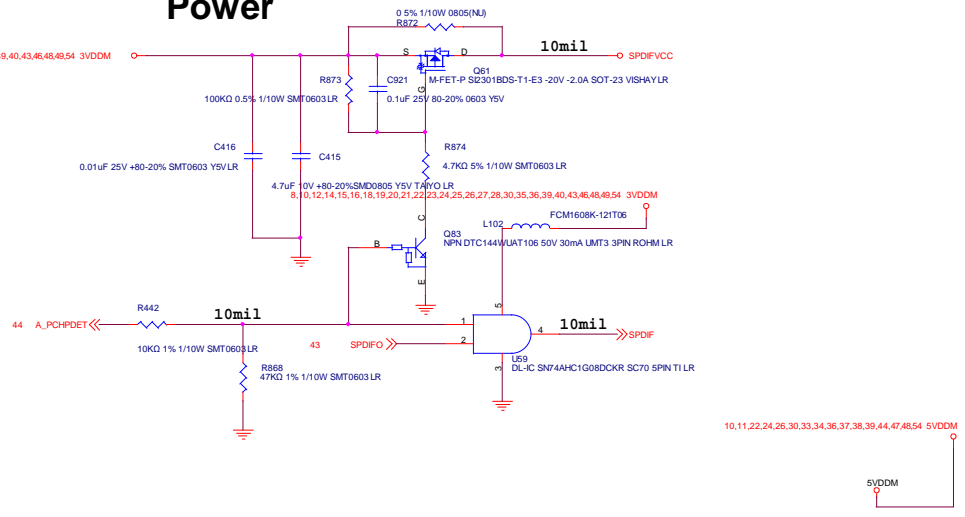 Power
0 5% 1/10W 0805(NU)
R872
9,40,43,46,48,49,54 3VDDM
S
D
10mil
SPDIFVCC
Q61
M-FET-P SI2301BDS-T1-E3 -20V -2.0A SOT-23 VISHAY LR
G
R873
100KΩ 0.5% 1/10W SMT0603 LR
C921
0.1uF 25V 80-20% 0603 Y5V
C416
0.01uF 25V +80-20% SMT0603 Y5V LR
C415
4.7uF 10V +80-20%SMD0805 Y5V TAIYO LR
R874
4.7KΩ 5% 1/10W SMT0603 LR
8,10,12,14,15,16,18,19,20,21,22,23,24,25,26,27,28,30,35,36,39,40,43,46,48,49,54 3VDDM
L102
FCM1608K-121T06
C
Q83
NPN DTC144WUAT106 50V 30mA UMT3 3PIN ROHM LR
B
E
44 A_PCHPDET
R442
10KΩ 1% 1/10W SMT0603 LR
10mil
R868
47KΩ 1% 1/10W SMT0603 LR
43 SPDIFO
1
2
5
4
3
10mil
SPDIF
U59
DL-IC SN74AHC1G08DCKR SC70 5PIN TI LR
10,11,22,24,26,30,33,34,36,37,38,39,44,47,48,54 5VDDM
5VDDM